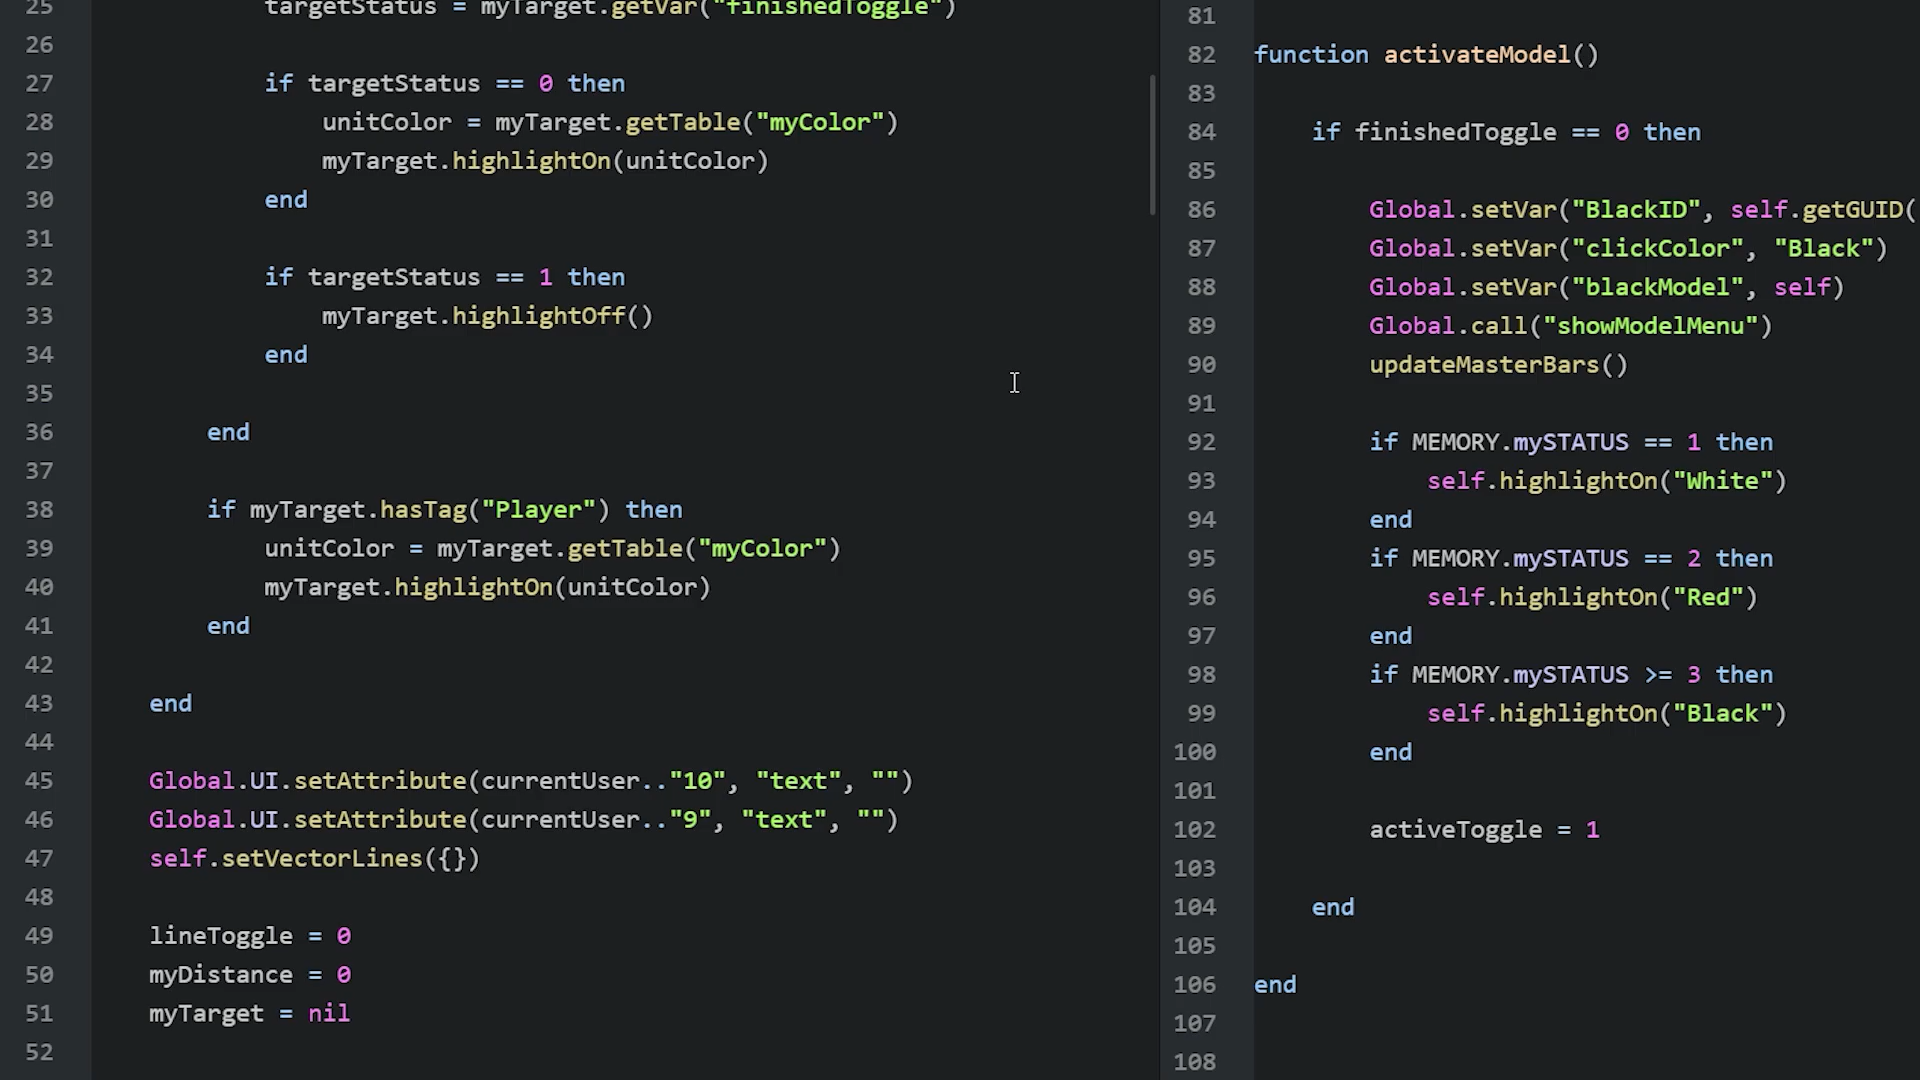 25 targetStatus = myTarget.getVar("finishedToggle")
26
27 if targetStatus == 0 then
28 unitColor = myTarget.getTable("myColor")
29 myTarget.highlightOn(unitColor)
30 end
31
32 if targetStatus == 1 then
33 myTarget.highlightOff()
34 end
35
36 end
37
38 if myTarget.hasTag("Player") then
39 unitColor = myTarget.getTable("myColor")
40 myTarget.highlightOn(unitColor)
41 end
42
43 end
44
45 Global.UI.setAttribute(currentUser.."10", "text", "")
46 Global.UI.setAttribute(currentUser.."9", "text", "")
47 self.setVectorLines({})
48
49 lineToggle = 0
50 myDistance = 0
51 myTarget = nil
52
81
82 function activateModel()
83
84 if finishedToggle == 0 then
85
86 Global.setVar("BlackID", self.getGUID(
87 Global.setVar("clickColor", "Black")
88 Global.setVar("blackModel", self)
89 Global.call("showModelMenu")
90 updateMasterBars()
91
92 if MEMORY.mySTATUS == 1 then
93 self.highlightOn("White")
94 end
95 if MEMORY.mySTATUS == 2 then
96 self.highlightOn("Red")
97 end
98 if MEMORY.mySTATUS >= 3 then
99 self.highlightOn("Black")
100 end
101
102 activeToggle = 1
103
104 end
105
106 end
107
108